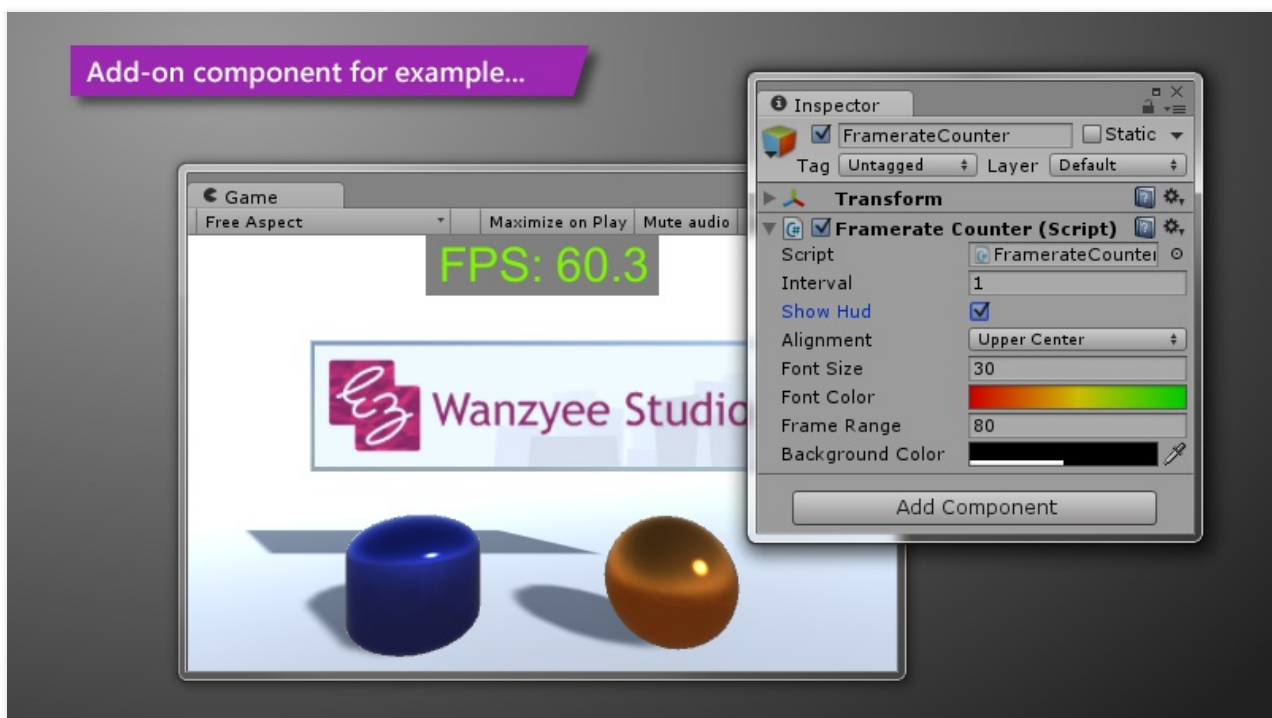 Add-on component for example...
Inspector
FramerateCounter
Static
Tag Untagged Layer Default
Transform
Framerate Counter (Script)
Script FramerateCounter
Interval 1
Show Hud
Alignment Upper Center
Font Size 30
Font Color
Frame Range 80
Background Color
Add Component
Game
Free Aspect Maximize on Play Mute audio
FPS: 60.3
Wanzyee Studio